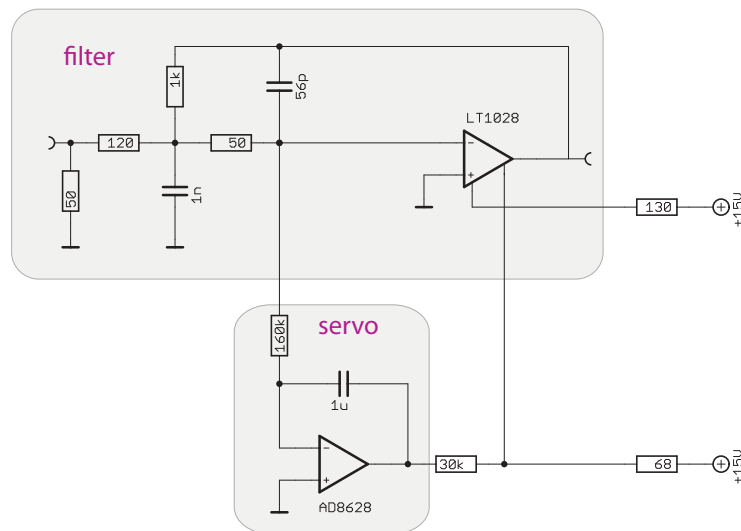 filter
1k
56p
LT1028
120
50
50
1n
130
+15V
servo
160k
1u
30k
68
+15V
AD8628